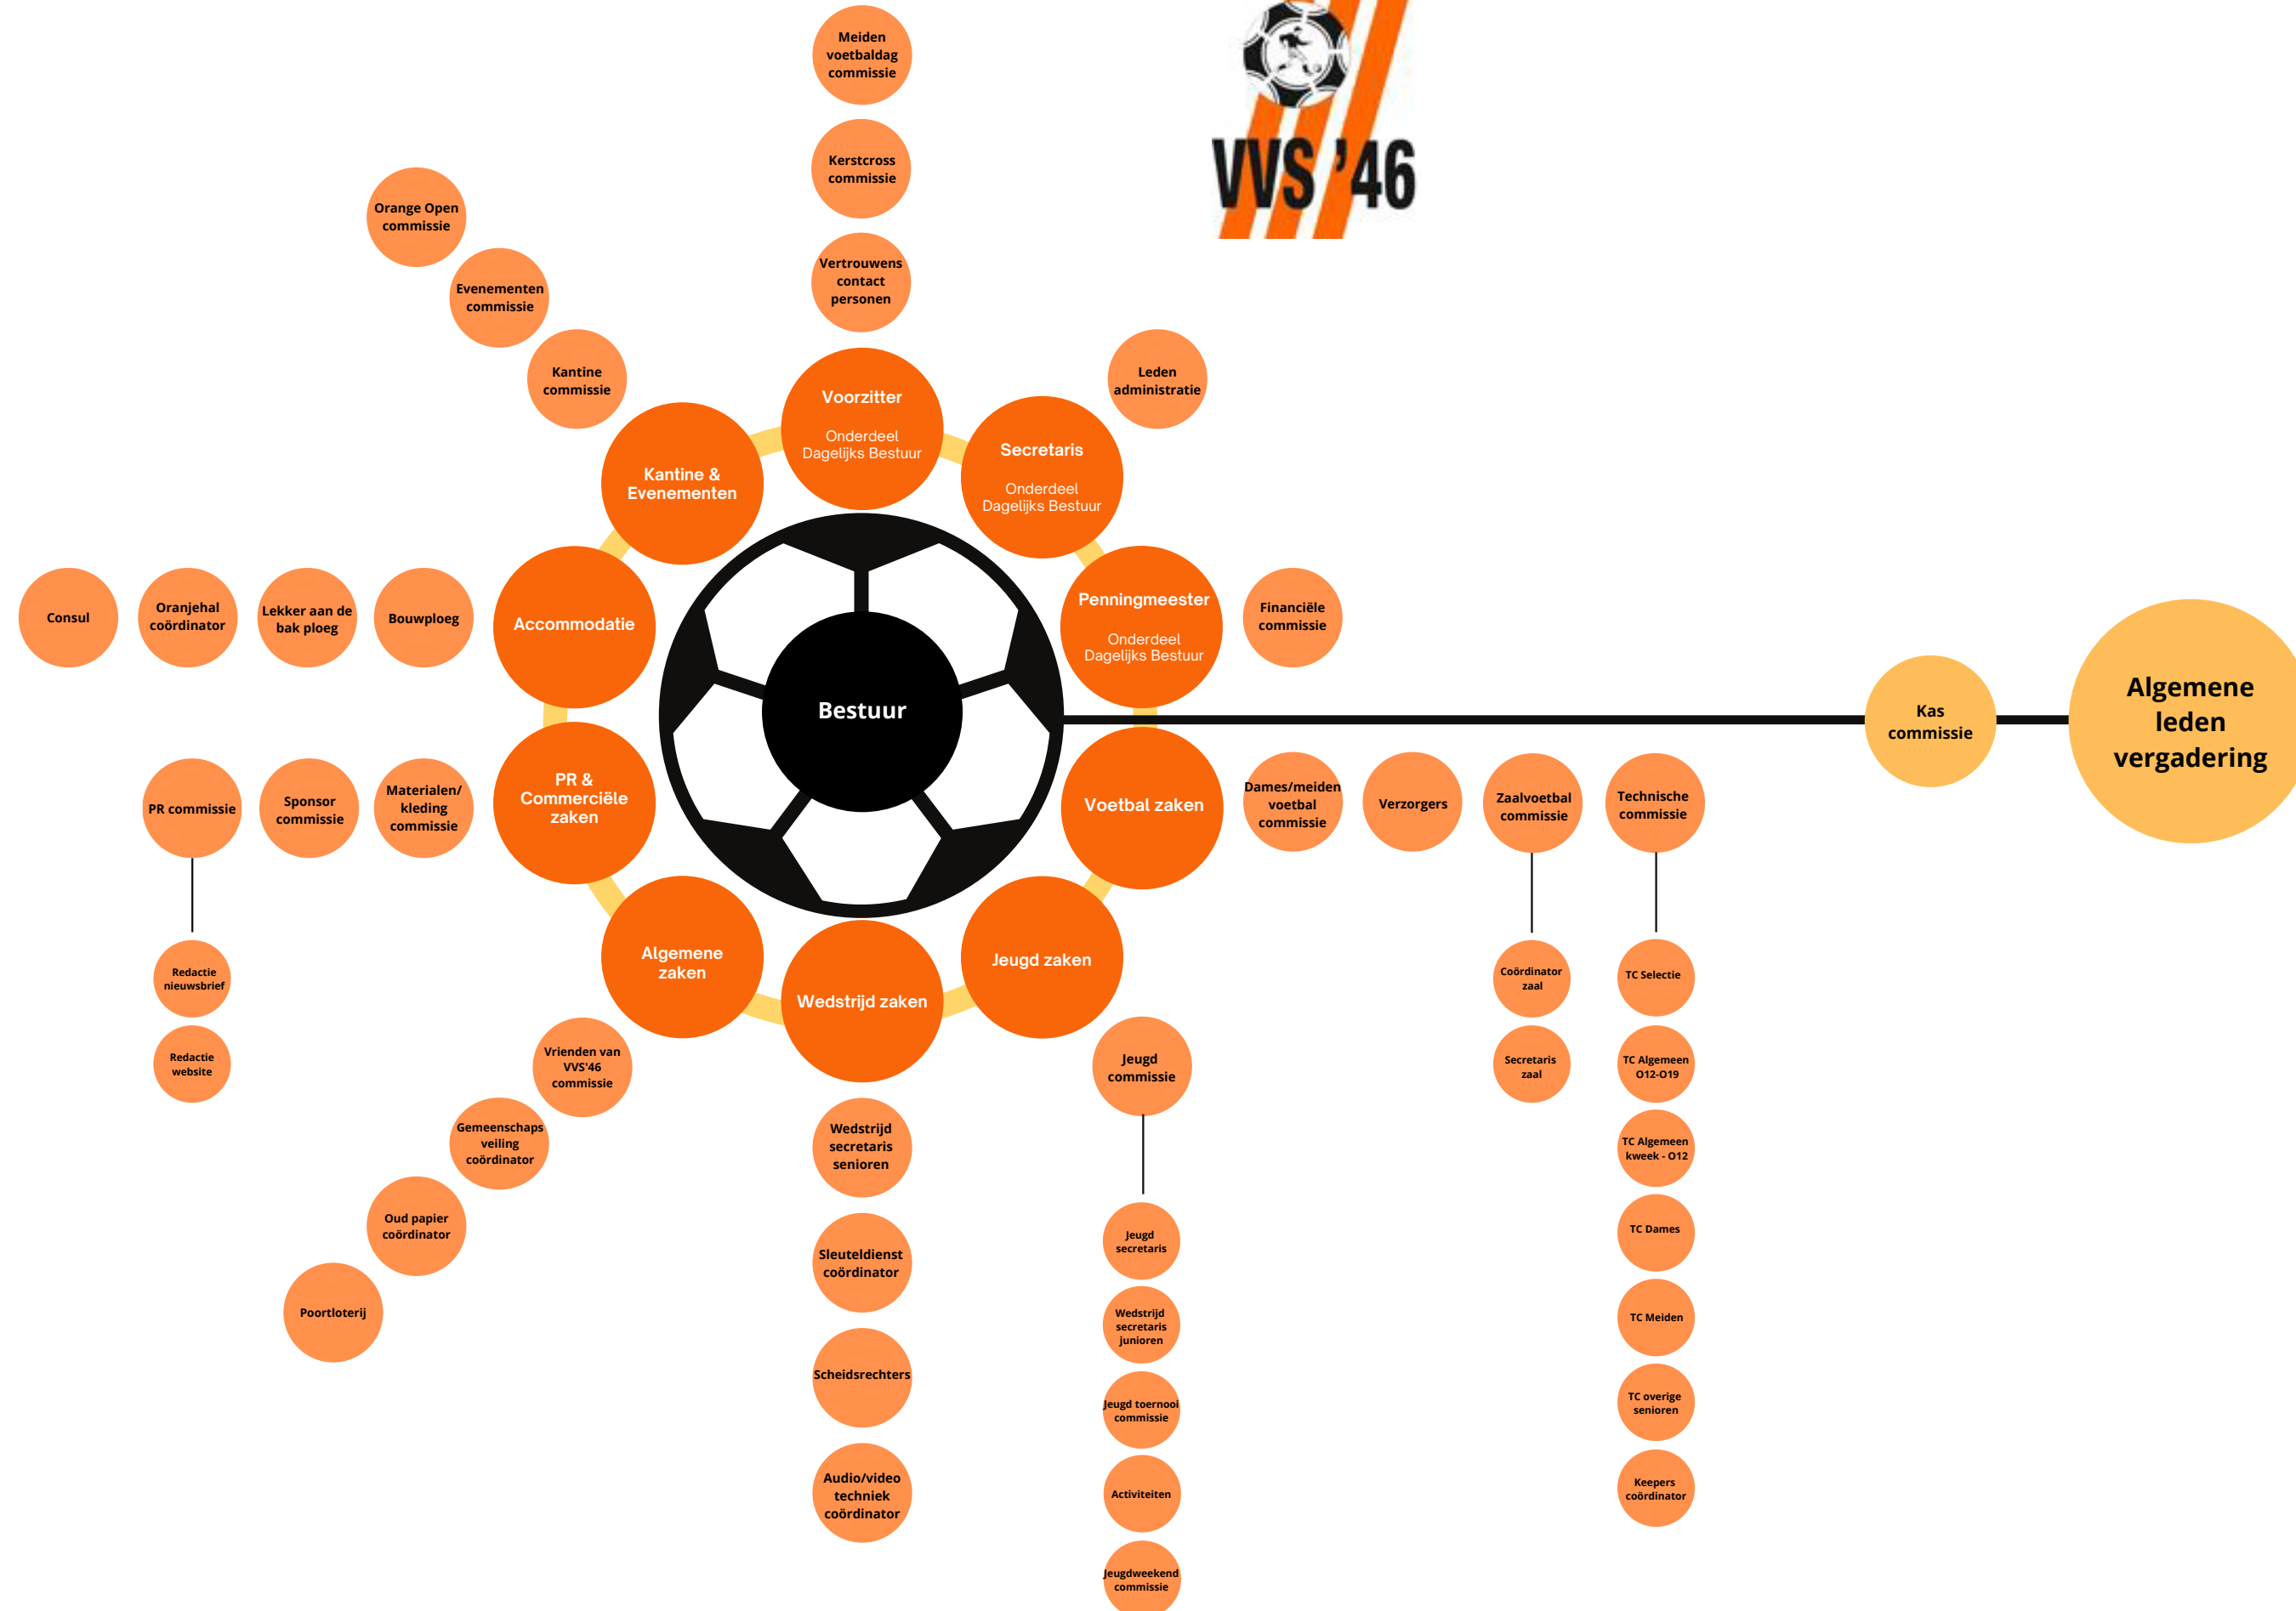 Meiden
voetbaldag
commissie
VVS '46
Kerstcross
commissie
Orange Open
commissie
Evenementen
commissie
Vertrouwens
contact
personen
Kantine
commissie
Leden
administratie
Voorzitter
Onderdeel
Dagelijks Bestuur
Secretaris
Onderdeel
Dagelijks Bestuur
Kantine &
Evenementen
Consul
Oranjehal
coördinator
Lekker aan de
bak ploeg
Bouwploeg
Accommodatie
Penningmeester
Onderdeel
Dagelijks Bestuur
Financiële
commissie
Bestuur
Kas
commissie
Algemene
leden
vergadering
PR commissie
Sponsor
commissie
Materialen/
kleding
commissie
PR &
Commerciële
zaken
Voetbal zaken
Dames/meiden
voetbal
commissie
Verzorgers
Zaalvoetbal
commissie
Technische
commissie
Algemene
zaken
Wedstrijd zaken
Jeugd zaken
Redactie
nieuwsbrief
Redactie
website
Coördinator
zaal
Secretaris
zaal
TC Selectie
TC Algemeen
O12-O19
TC Algemeen
kweek - O12
TC Dames
TC Meiden
TC overige
senioren
Keepers
coördinator
Vrienden van
VVS'46
commissie
Gemeenschaps
veiling
coördinator
Oud papier
coördinator
Poortloterij
Wedstrijd
secretaris
senioren
Sleuteldienst
coördinator
Scheidsrechters
Audio/video
techniek
coördinator
Jeugd
commissie
Jeugd
secretaris
Wedstrijd
secretaris
junioren
Jeugd toernooi
commissie
Activiteiten
Jeugdweekend
commissie